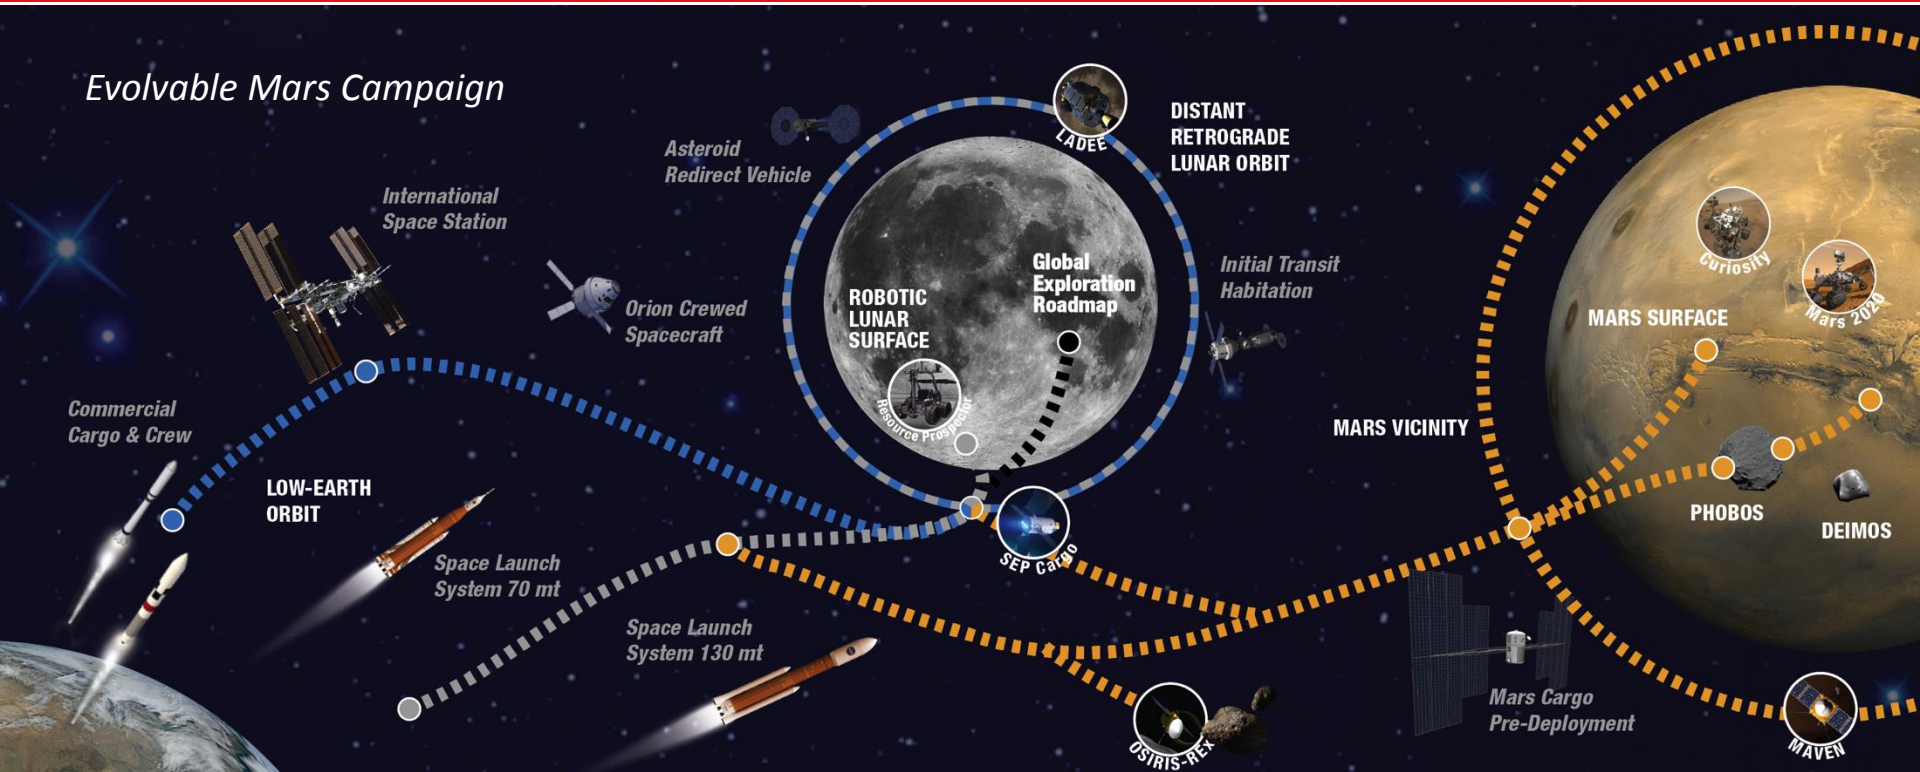 Evolvable Mars Campaign
International
Space Station
Commercial
Cargo & Crew
LOW-EARTH
ORBIT
Orion Crewed
Spacecraft
Space Launch
System 70 mt
Space Launch
System 130 mt
Asteroid
Redirect Vehicle
LADEE
DISTANT
RETROGRADE
LUNAR ORBIT
ROBOTIC
LUNAR
SURFACE
Resource Prospector
Global
Exploration
Roadmap
Initial Transit
Habitation
SEP Cargo
OSIRIS-REx
MARS VICINITY
Mars Cargo
Pre-Deployment
Curiosity
Mars 2020
MARS SURFACE
PHOBOS
DEIMOS
MAVEN